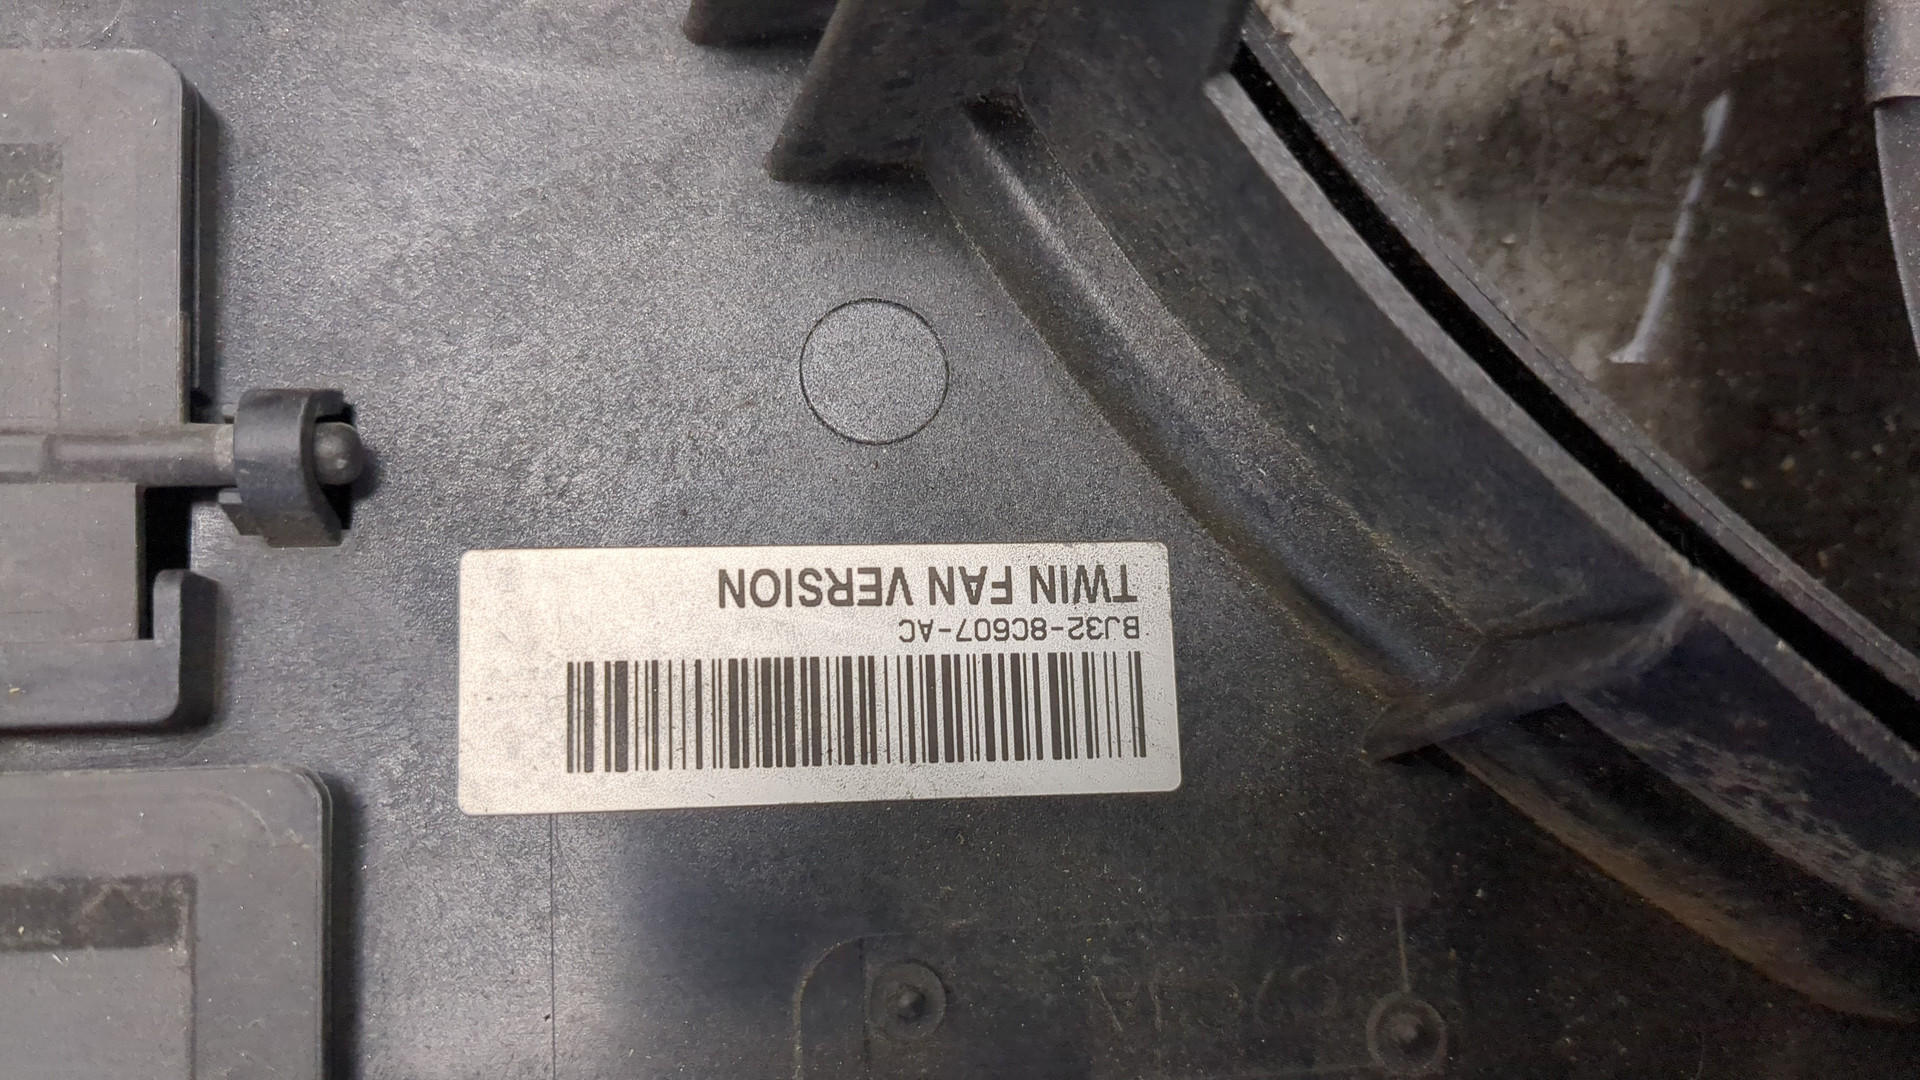 TWIN FAN VERSION
BJ32-8C607-AC